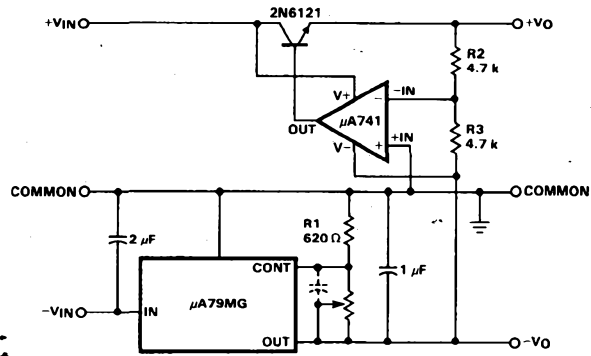 2N6121
+VIN
+VO
R2
4.7 k
V+
−
−IN
µA741
OUT
+IN
R3
4.7 k
V−
+
COMMON
COMMON
R1
620 Ω
2 µF
1 µF
CONT
µA79MG
−VIN
IN
OUT
−VO